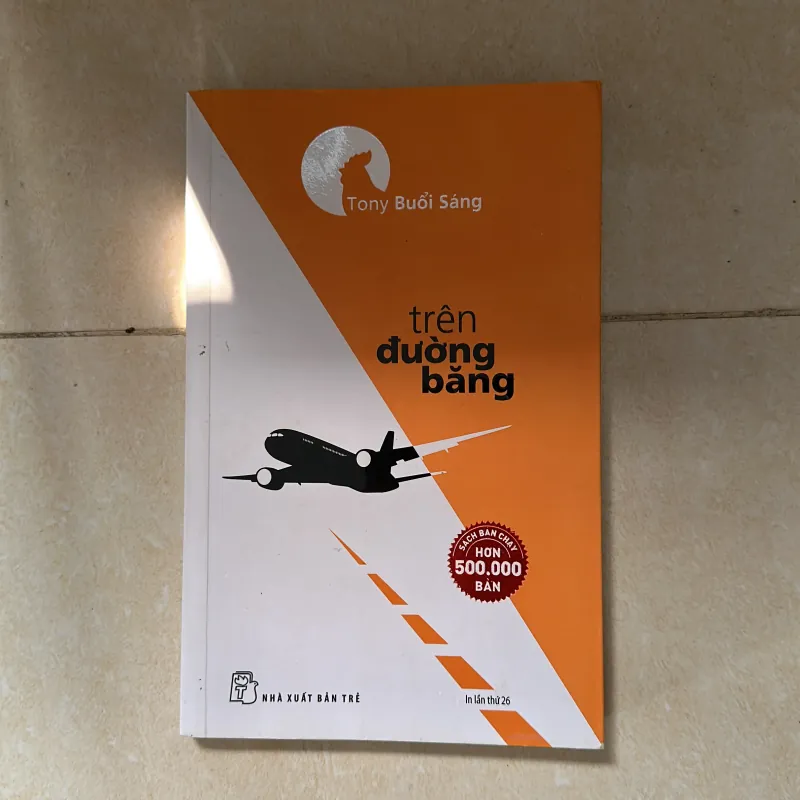 Tony Buổi Sáng
trên
đường
băng
SÁCH BÁN CHẠY
HƠN
500.000
BẢN
NHÀ XUẤT BẢN TRẺ
In lần thứ 26